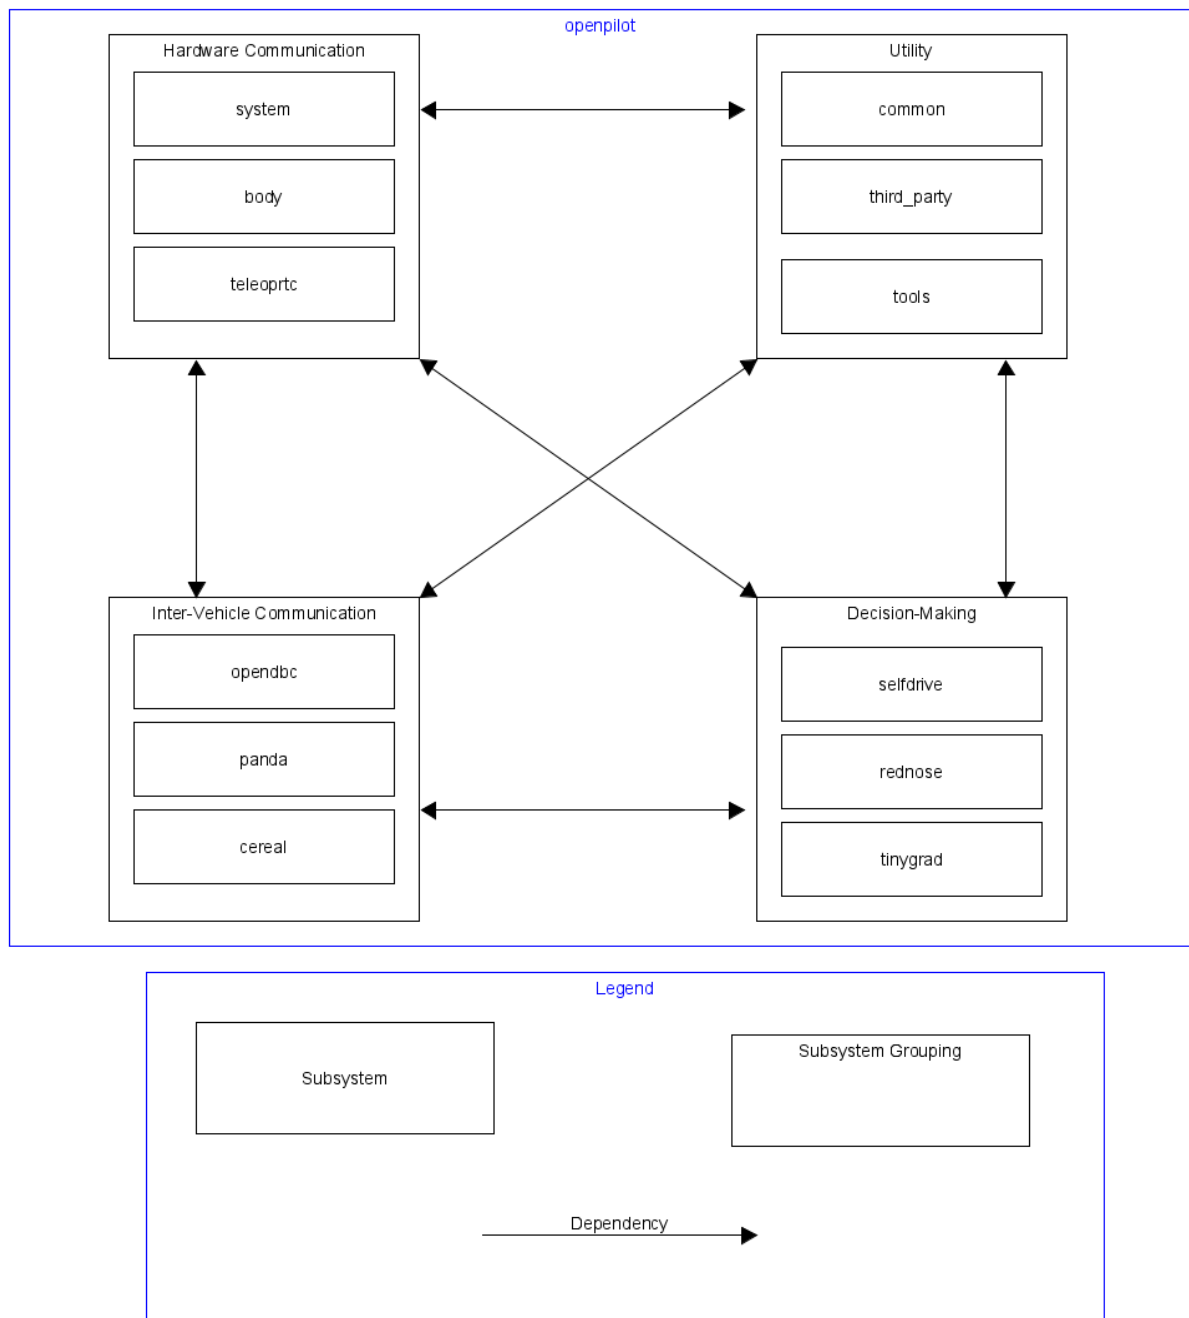 openpilot
Hardware Communication
system
body
teleoprtc
Utility
common
third_party
tools
Inter-Vehicle Communication
opendbc
panda
cereal
Decision-Making
selfdrive
rednose
tinygrad
Legend
Subsystem
Subsystem Grouping
Dependency